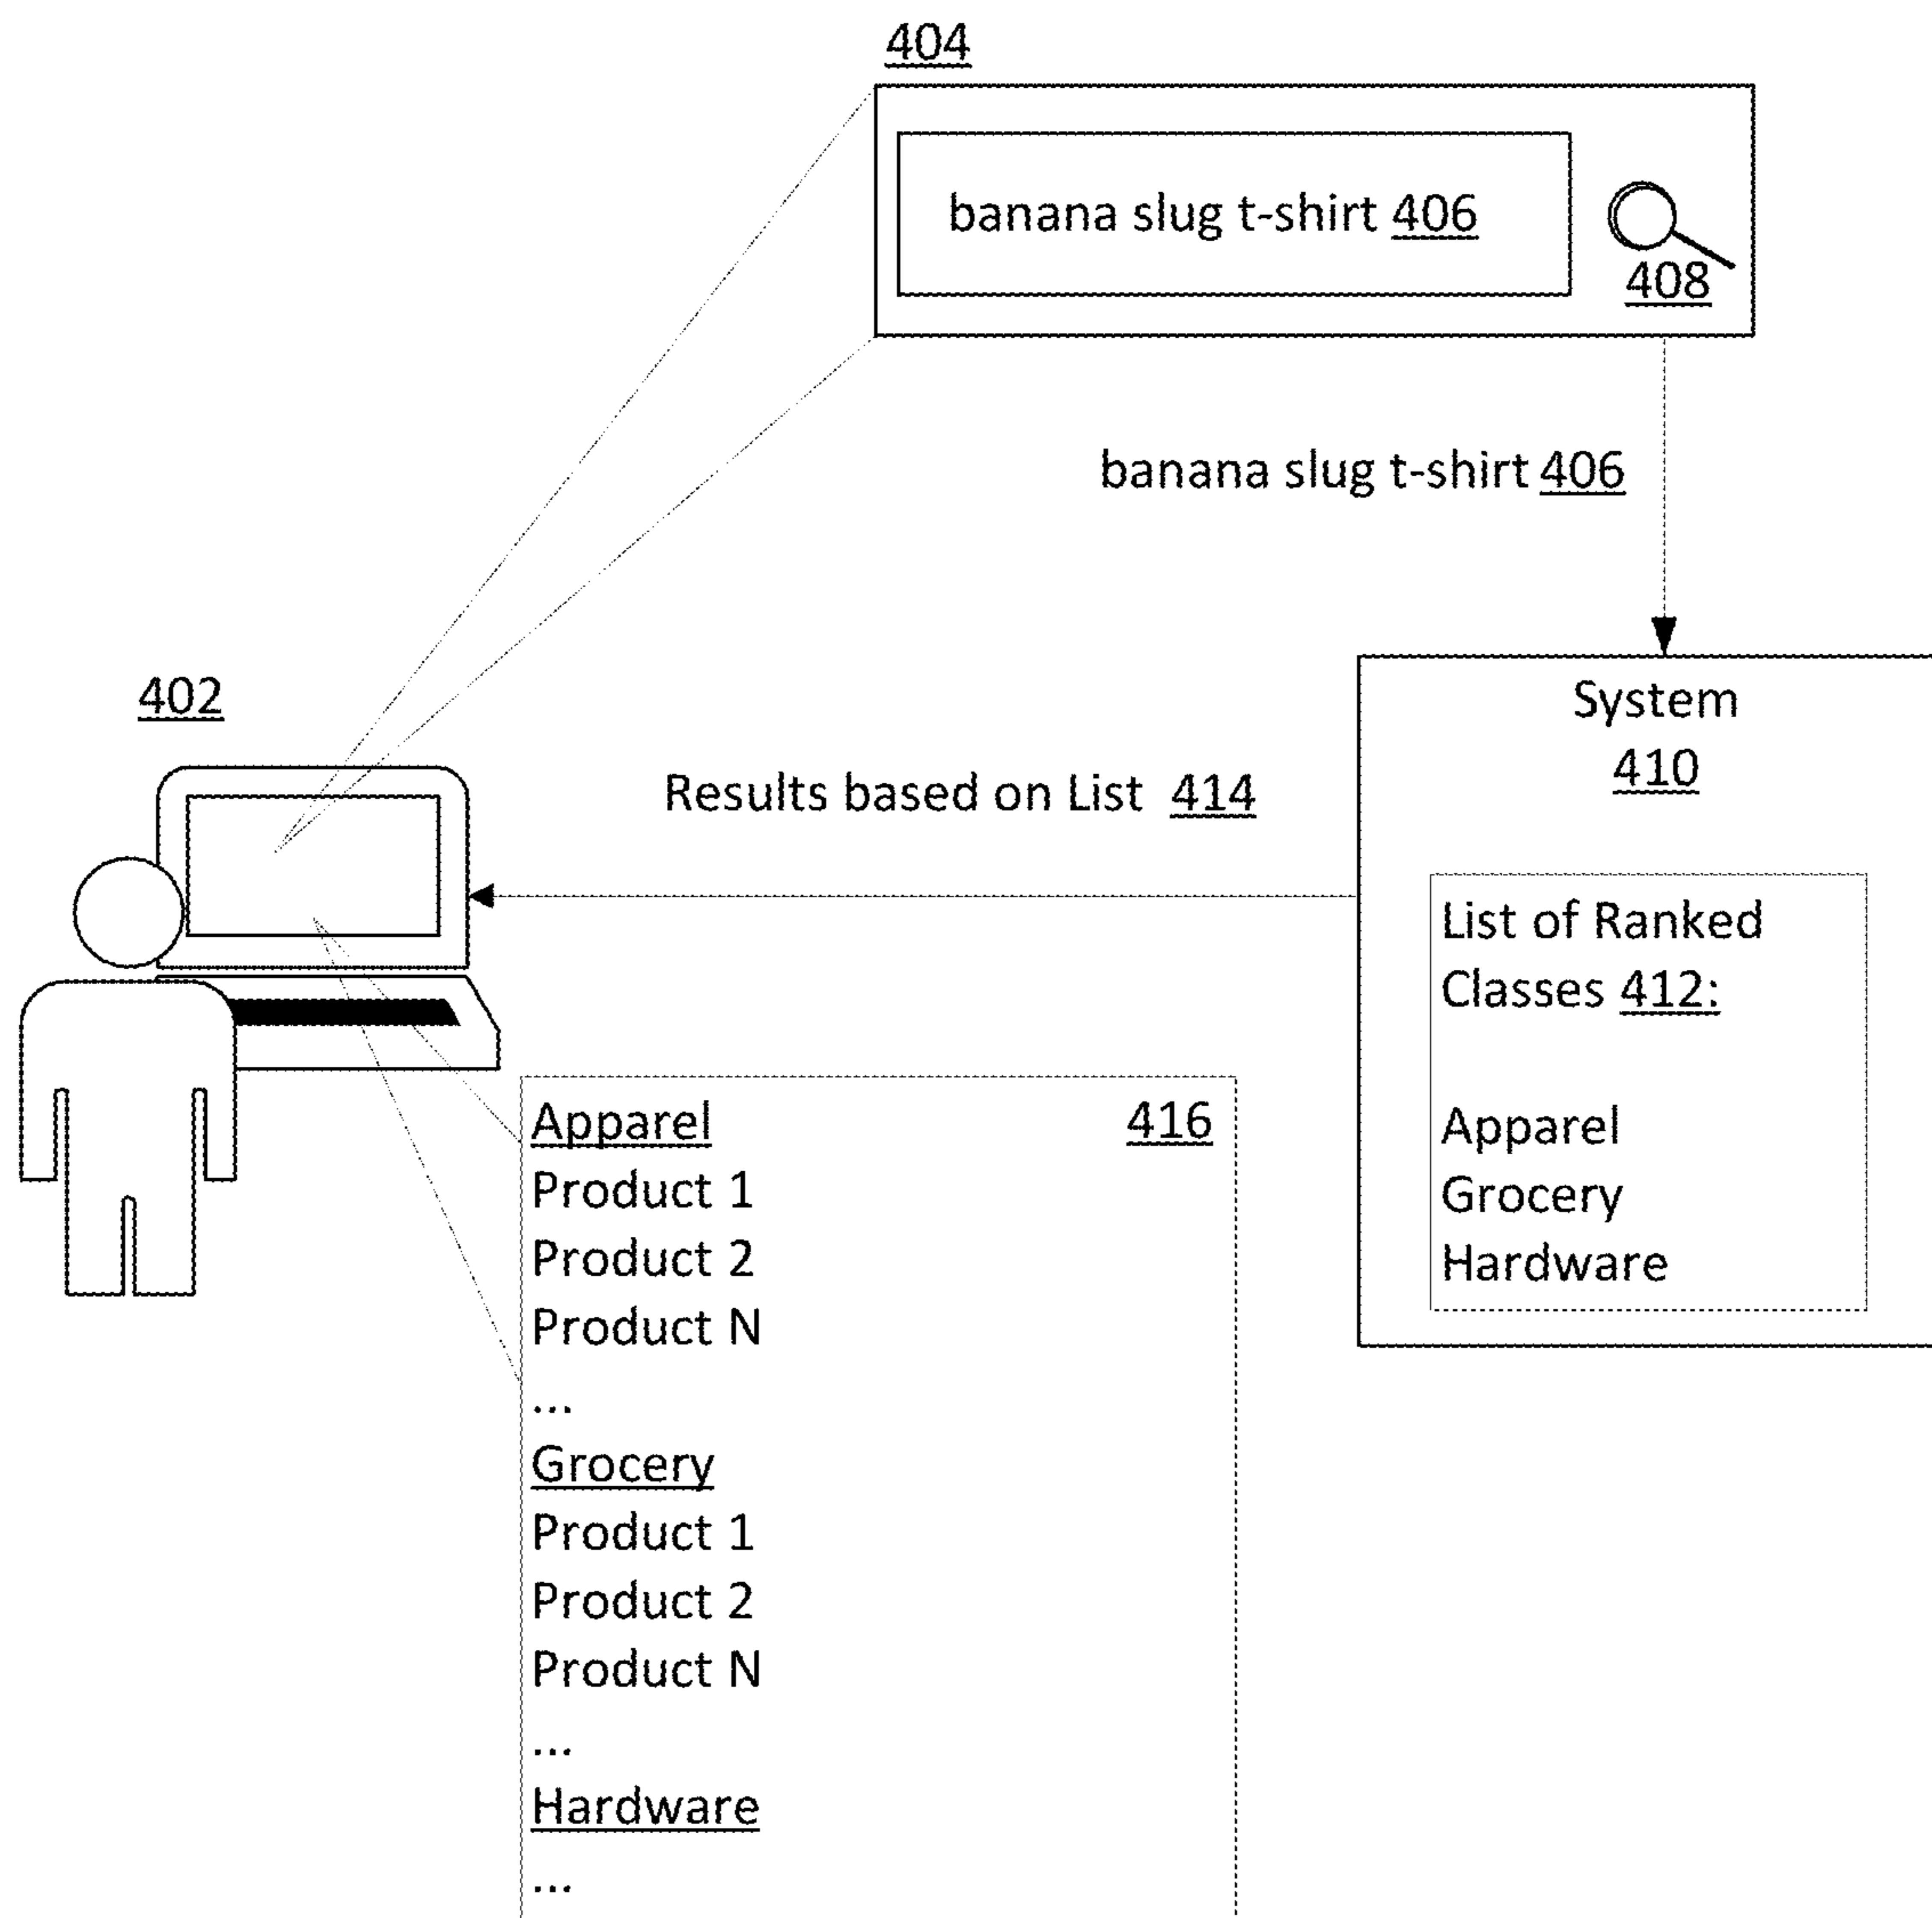 404
banana slug t-shirt 406
408
banana slug t-shirt 406
402
System
410
Results based on List 414
List of Ranked
Classes 412:
Apparel
Grocery
Hardware
416
Apparel
Product 1
Product 2
Product N
...
Grocery
Product 1
Product 2
Product N
...
Hardware
...